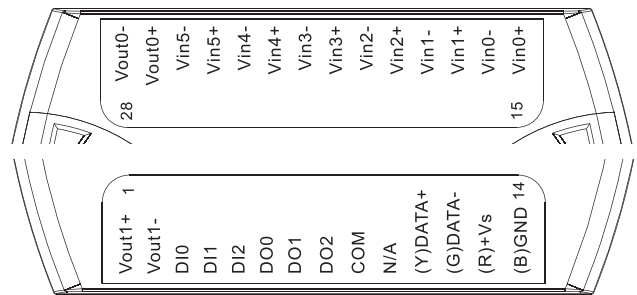 Vout0-
Vout0+
Vin5-
Vin5+
Vin4-
Vin4+
Vin3-
Vin3+
Vin2-
Vin2+
Vin1-
Vin1+
Vin0-
Vin0+
28
15
1
14
Vout1+
Vout1-
DI0
DI1
DI2
DO0
DO1
DO2
COM
N/A
(Y)DATA+
(G)DATA-
(R)+Vs
(B)GND